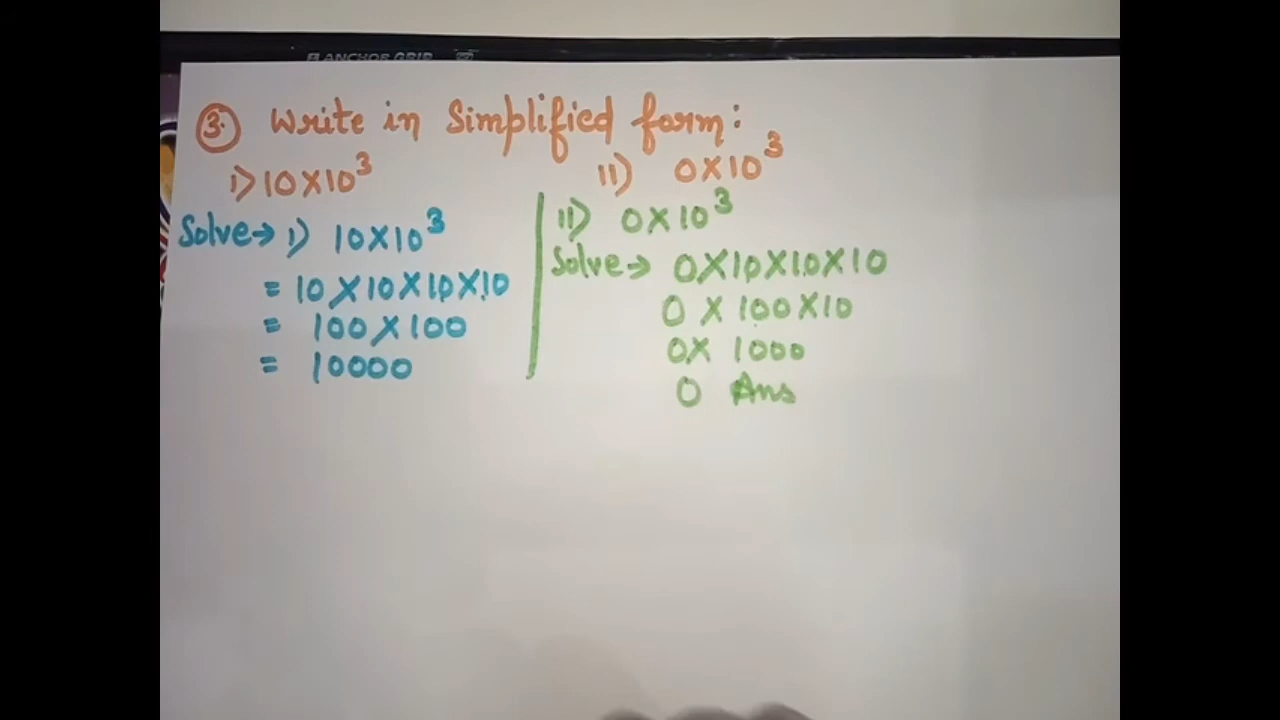 ANCHOR GRIP
3. Write in Simplified form:
i) 10×10³ ii) 0×10³
Solve→ i) 10×10³
= 10×10×10×10
= 100×100
= 10000
ii) 0×10³
Solve→ 0×10×10×10
0×100×10
0×1000
0 Ans